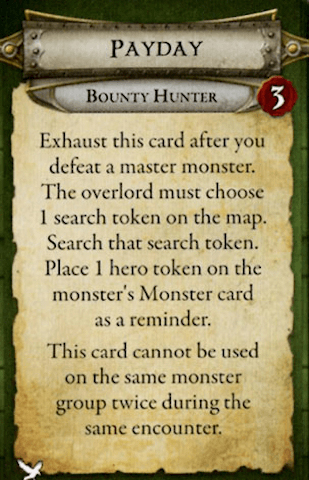 PAYDAY
BOUNTY HUNTER
3
Exhaust this card after you
defeat a master monster.
The overlord must choose
1 search token on the map.
Search that search token.
Place 1 hero token on the
monster's Monster card
as a reminder.
This card cannot be used
on the same monster
group twice during the
same encounter.